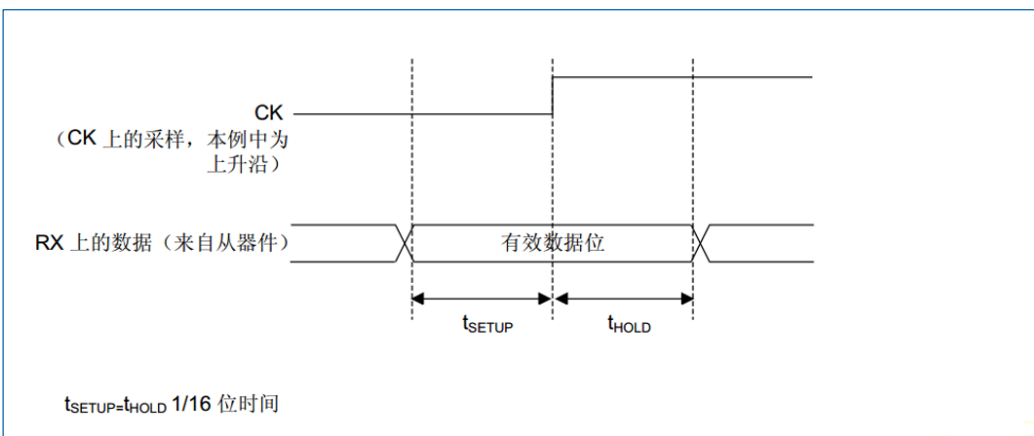 CK
（CK 上的采样，本例中为
上升沿）
RX 上的数据（来自从器件）
有效数据位
tSETUP
tHOLD
tSETUP=tHOLD 1/16 位时间